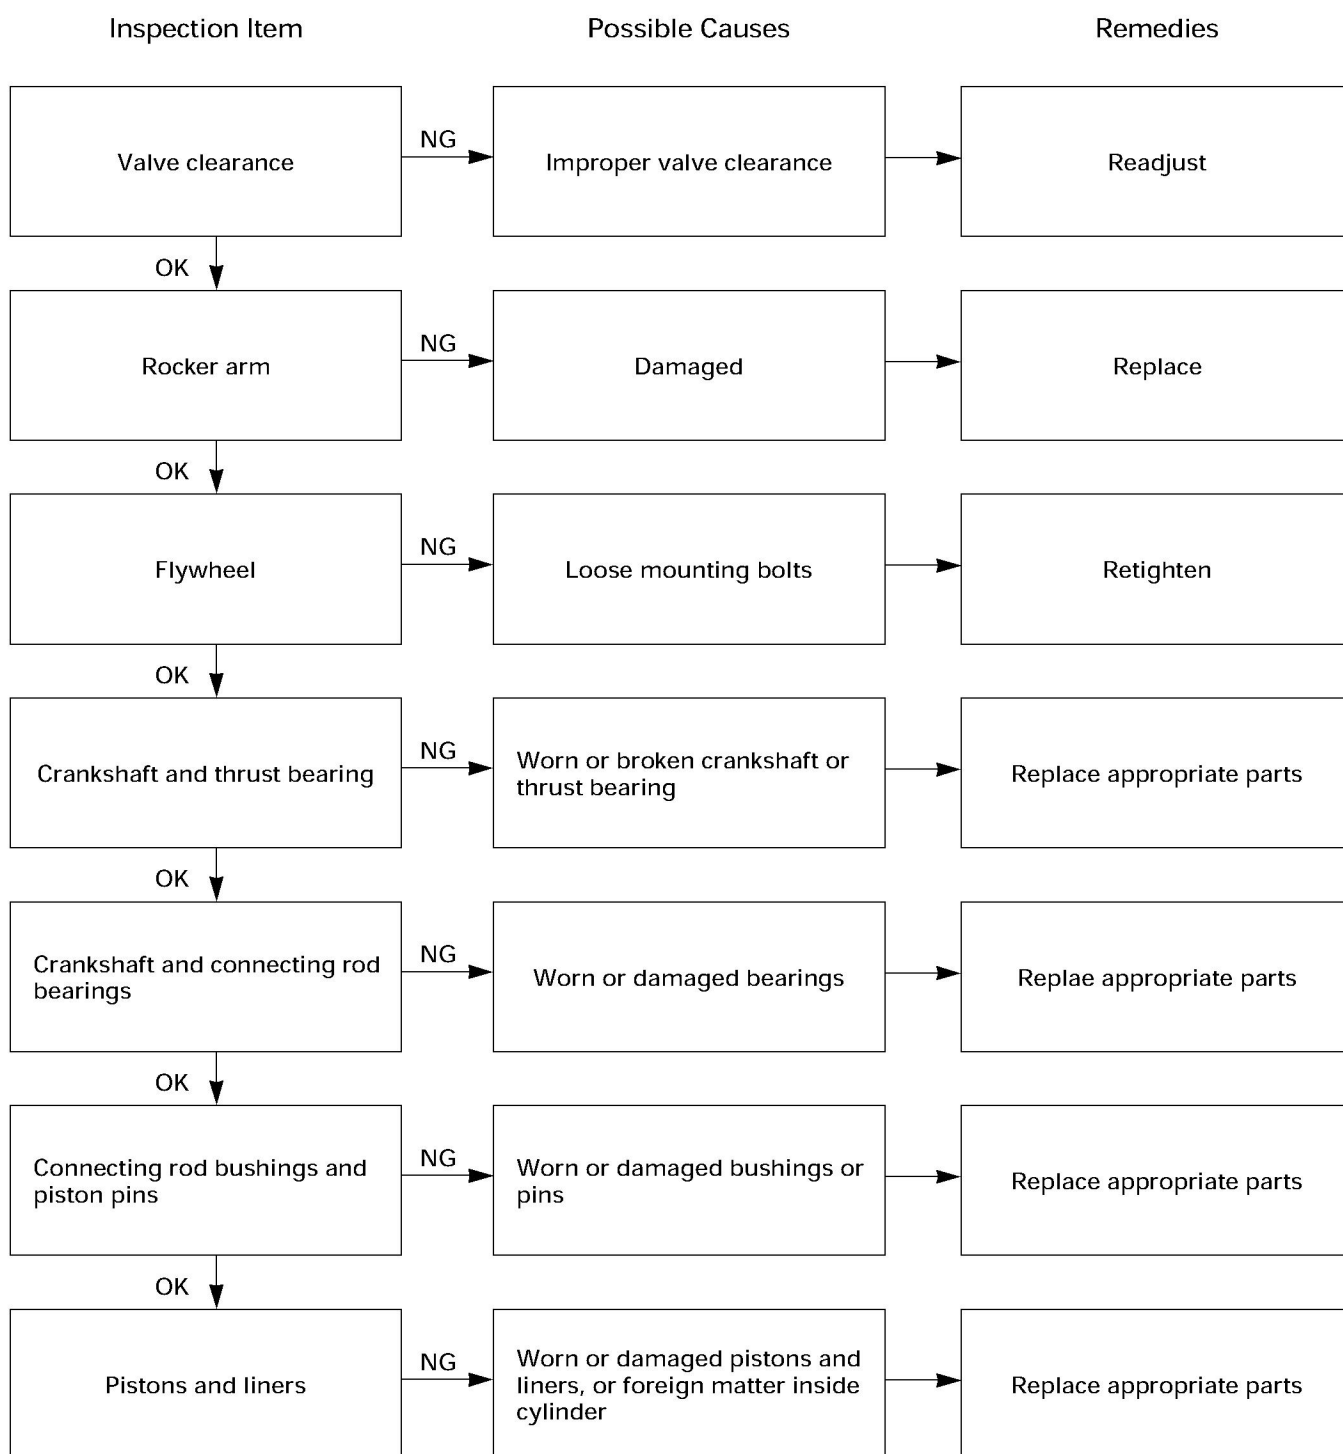 Inspection Item
Possible Causes
Remedies
Valve clearance
NG
Improper valve clearance
Readjust
OK
Rocker arm
NG
Damaged
Replace
OK
Flywheel
NG
Loose mounting bolts
Retighten
OK
Crankshaft and thrust bearing
NG
Worn or broken crankshaft or
thrust bearing
Replace appropriate parts
OK
Crankshaft and connecting rod
bearings
NG
Worn or damaged bearings
Replae appropriate parts
OK
Connecting rod bushings and
piston pins
NG
Worn or damaged bushings or
pins
Replace appropriate parts
OK
Pistons and liners
NG
Worn or damaged pistons and
liners, or foreign matter inside
cylinder
Replace appropriate parts